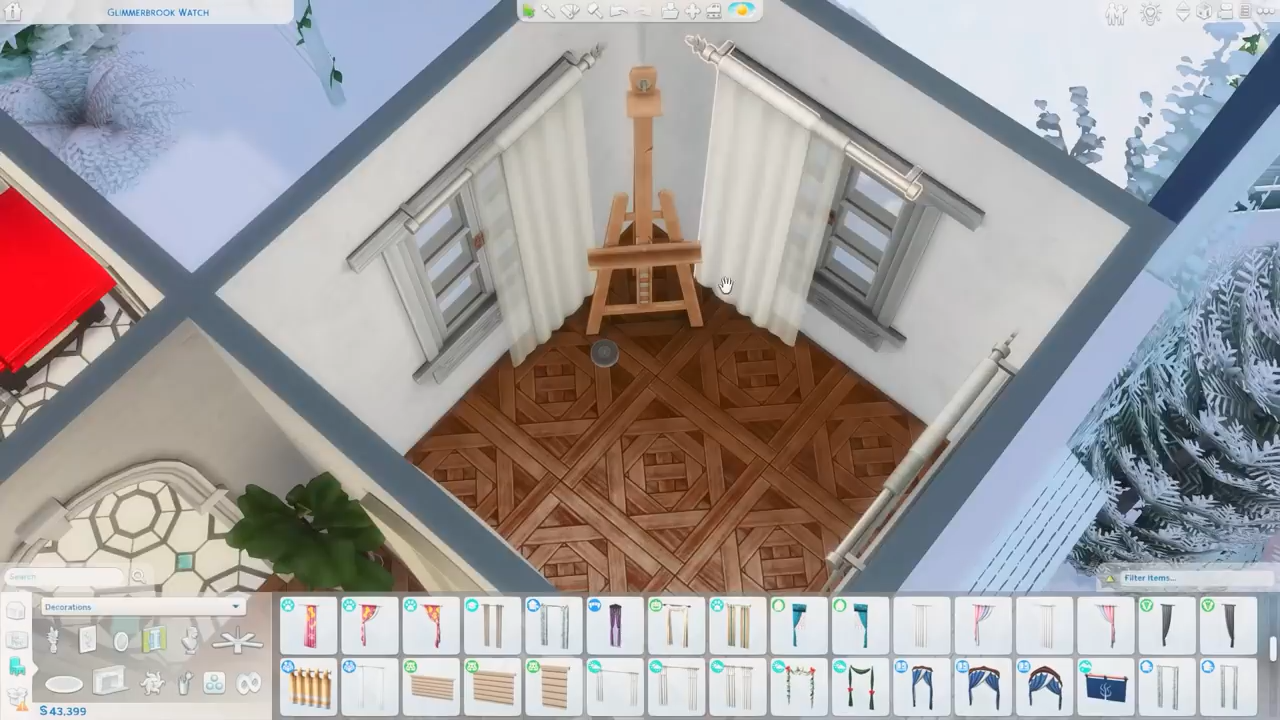 GLIMMERBROOK WATCH
Search
Filter Items...
Decorations
$43.399